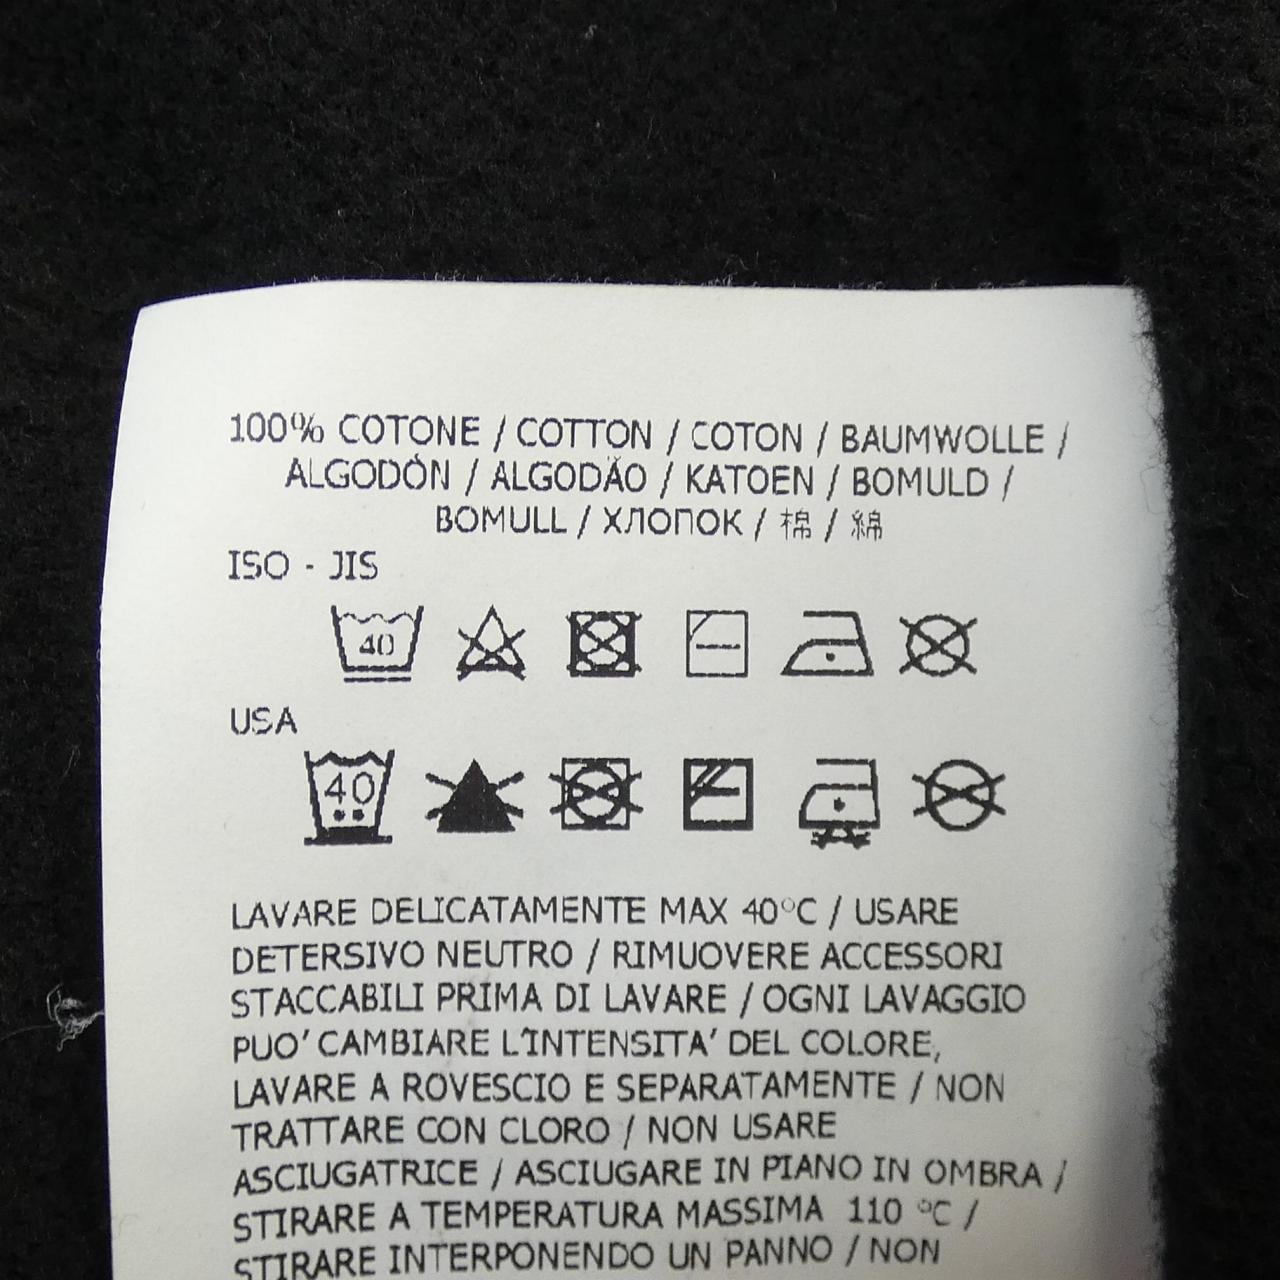 100% COTONE / COTTON / COTON / BAUMWOLLE /
ALGODÓN / ALGODÃO / KATOEN / BOMULD /
BOMULL / ХЛОПОК / 棉 / 綿
ISO - JIS
40
USA
40
LAVARE DELICATAMENTE MAX 40°C / USARE
DETERSIVO NEUTRO / RIMUOVERE ACCESSORI
STACCABILI PRIMA DI LAVARE / OGNI LAVAGGIO
PUO' CAMBIARE L'INTENSITA' DEL COLORE,
LAVARE A ROVESCIO E SEPARATAMENTE / NON
TRATTARE CON CLORO / NON USARE
ASCIUGATRICE / ASCIUGARE IN PIANO IN OMBRA /
STIRARE A TEMPERATURA MASSIMA 110 °C /
STIRARE INTERPONENDO UN PANNO / NON